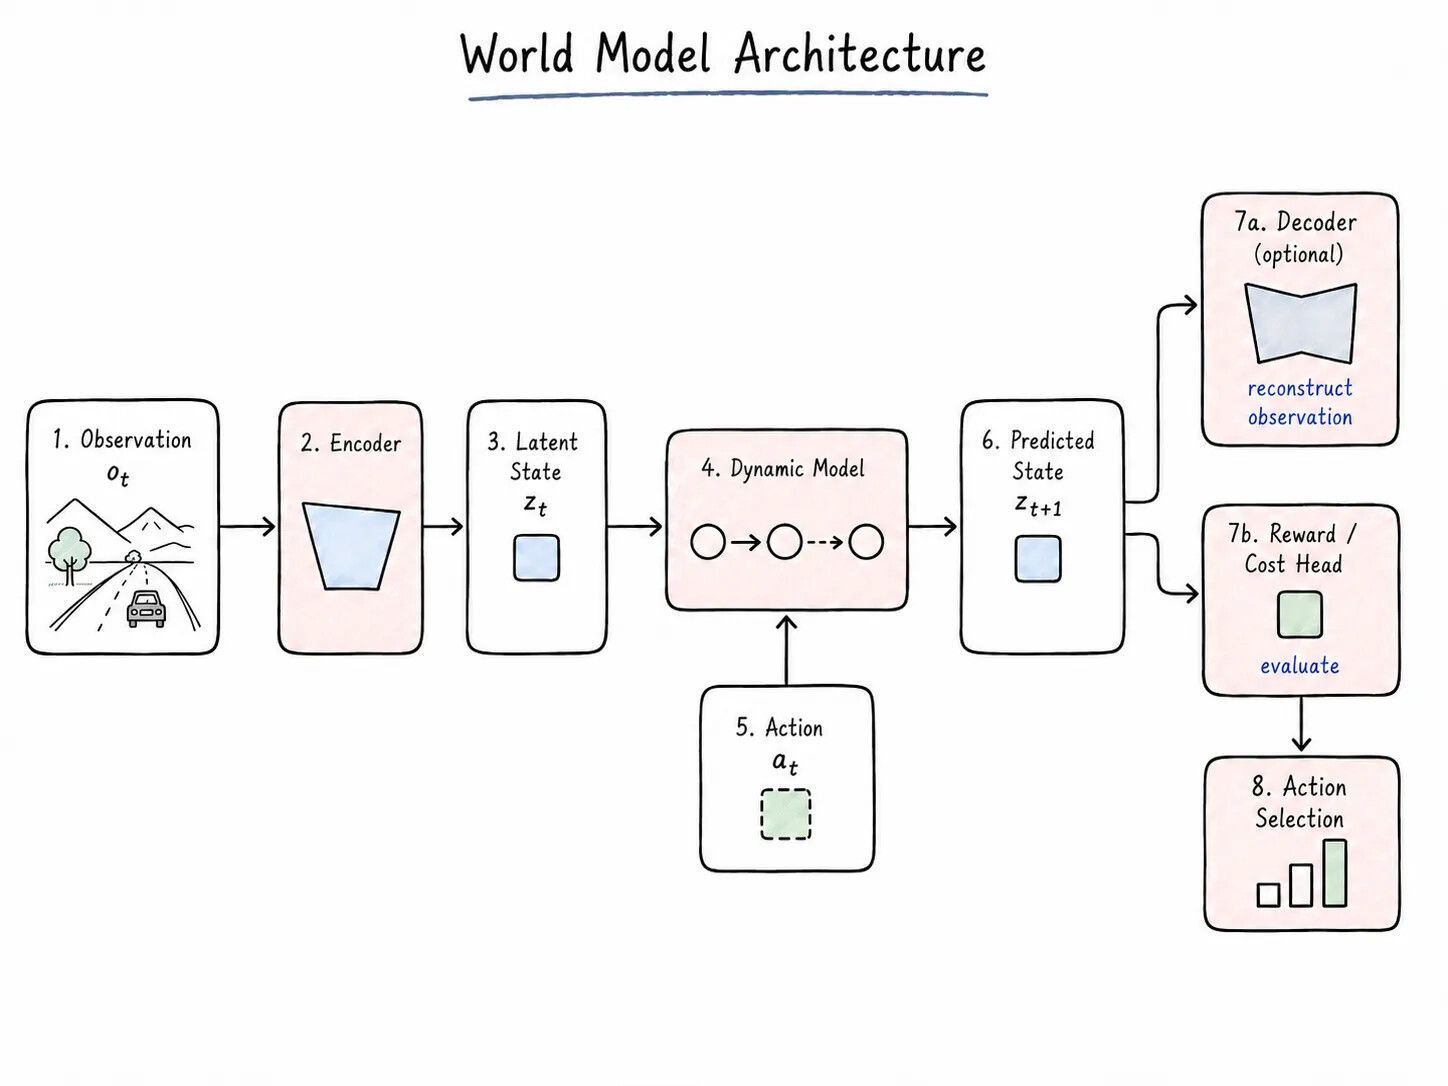 World Model Architecture
1. Observation
o_t
2. Encoder
3. Latent
State
z_t
4. Dynamic Model
5. Action
a_t
6. Predicted
State
z_{t+1}
7a. Decoder
(optional)
reconstruct
observation
7b. Reward /
Cost Head
evaluate
8. Action
Selection